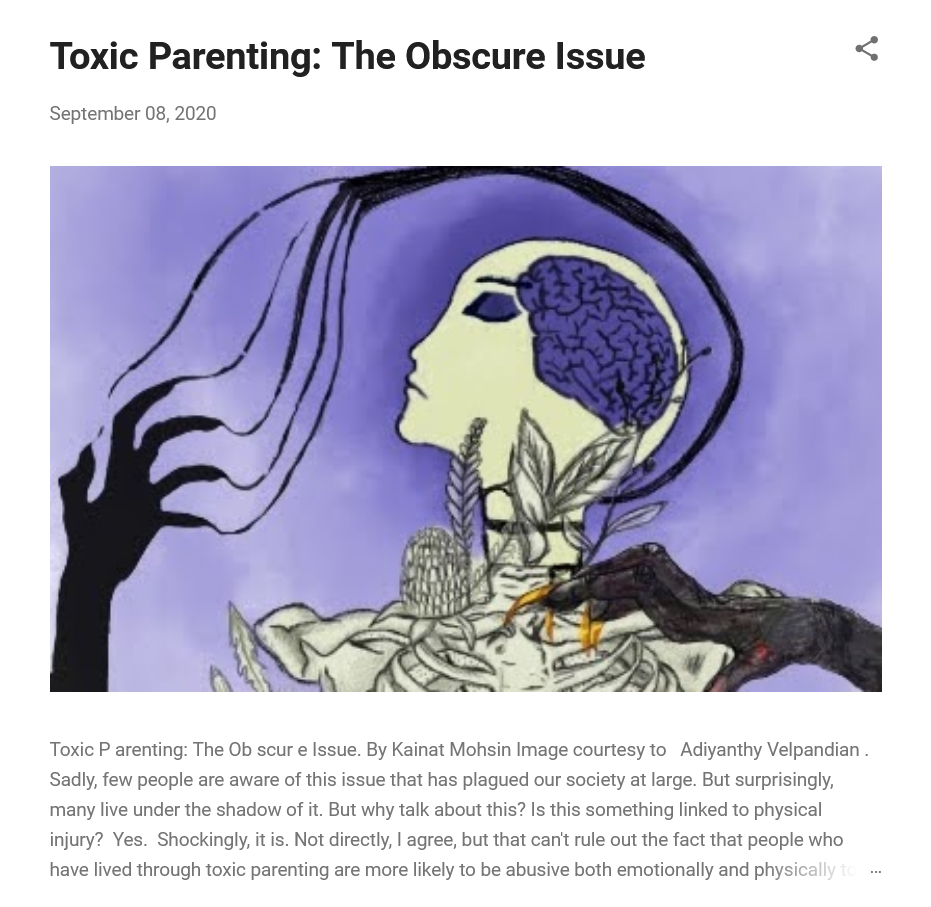 Toxic Parenting: The Obscure Issue
September 08, 2020
Toxic P arenting: The Ob scur e Issue. By Kainat Mohsin Image courtesy to   Adiyanthy Velpandian .
Sadly, few people are aware of this issue that has plagued our society at large. But surprisingly,
many live under the shadow of it. But why talk about this? Is this something linked to physical
injury?  Yes.  Shockingly, it is. Not directly, I agree, but that can't rule out the fact that people who
have lived through toxic parenting are more likely to be abusive both emotionally and physically to ...